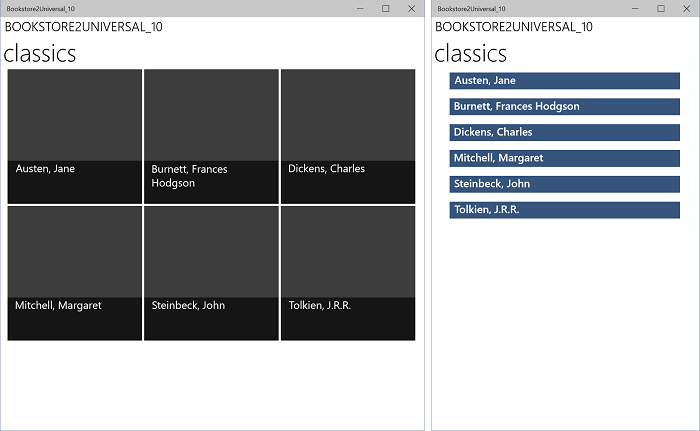 Bookstore2Universal_10
BOOKSTORE2UNIVERSAL_10
classics
Austen, Jane
Burnett, Frances
Hodgson
Dickens, Charles
Mitchell, Margaret
Steinbeck, John
Tolkien, J.R.R.
Bookstore2Universal_10
BOOKSTORE2UNIVERSAL_10
classics
Austen, Jane
Burnett, Frances Hodgson
Dickens, Charles
Mitchell, Margaret
Steinbeck, John
Tolkien, J.R.R.